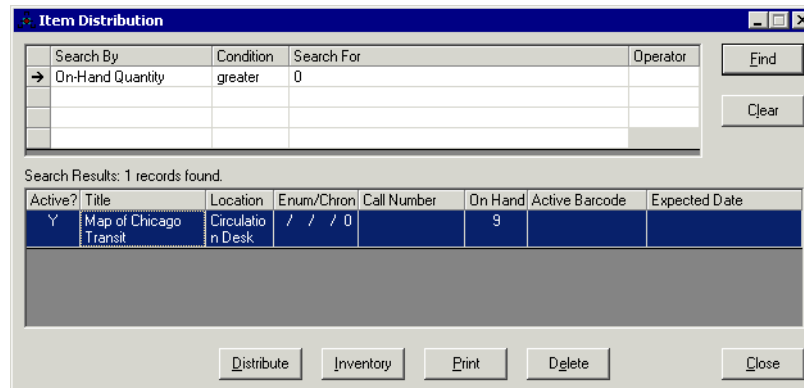 Item Distribution
Search By Condition Search For Operator
On-Hand Quantity greater 0
Find
Clear
Search Results: 1 records found.
Active? Title Location Enum/Chron Call Number On Hand Active Barcode Expected Date
Y Map of Chicago Circulatio / / / 0 9
Transit n Desk
Distribute Inventory Print Delete Close